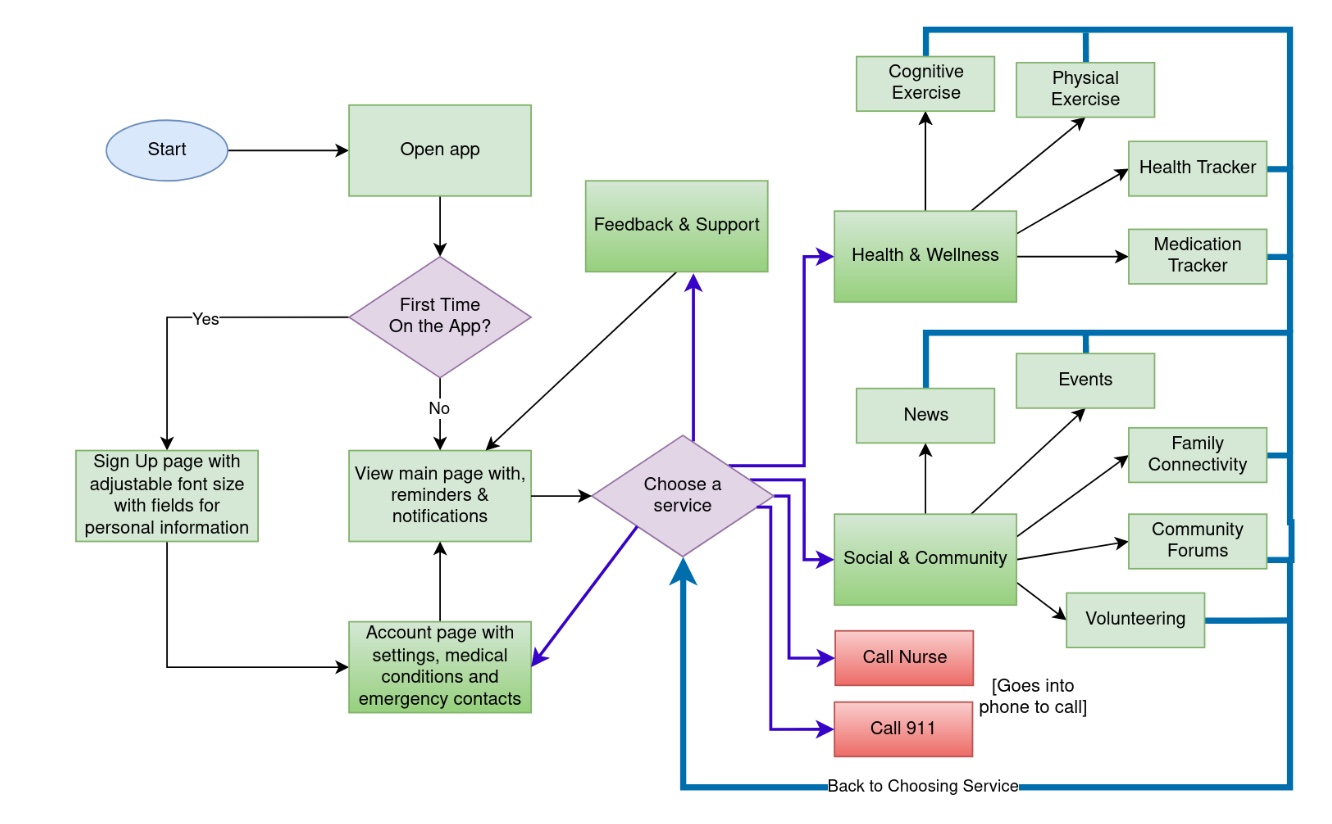 Start
Open app
First Time
On the App?
Yes
No
Sign Up page with
adjustable font size
with fields for
personal information
View main page with,
reminders &
notifications
Account page with
settings, medical
conditions and
emergency contacts
Feedback & Support
Choose a
service
Health & Wellness
Cognitive
Exercise
Physical
Exercise
Health Tracker
Medication
Tracker
Social & Community
News
Events
Family
Connectivity
Community
Forums
Volunteering
Call Nurse
Call 911
[Goes into
phone to call]
Back to Choosing Service